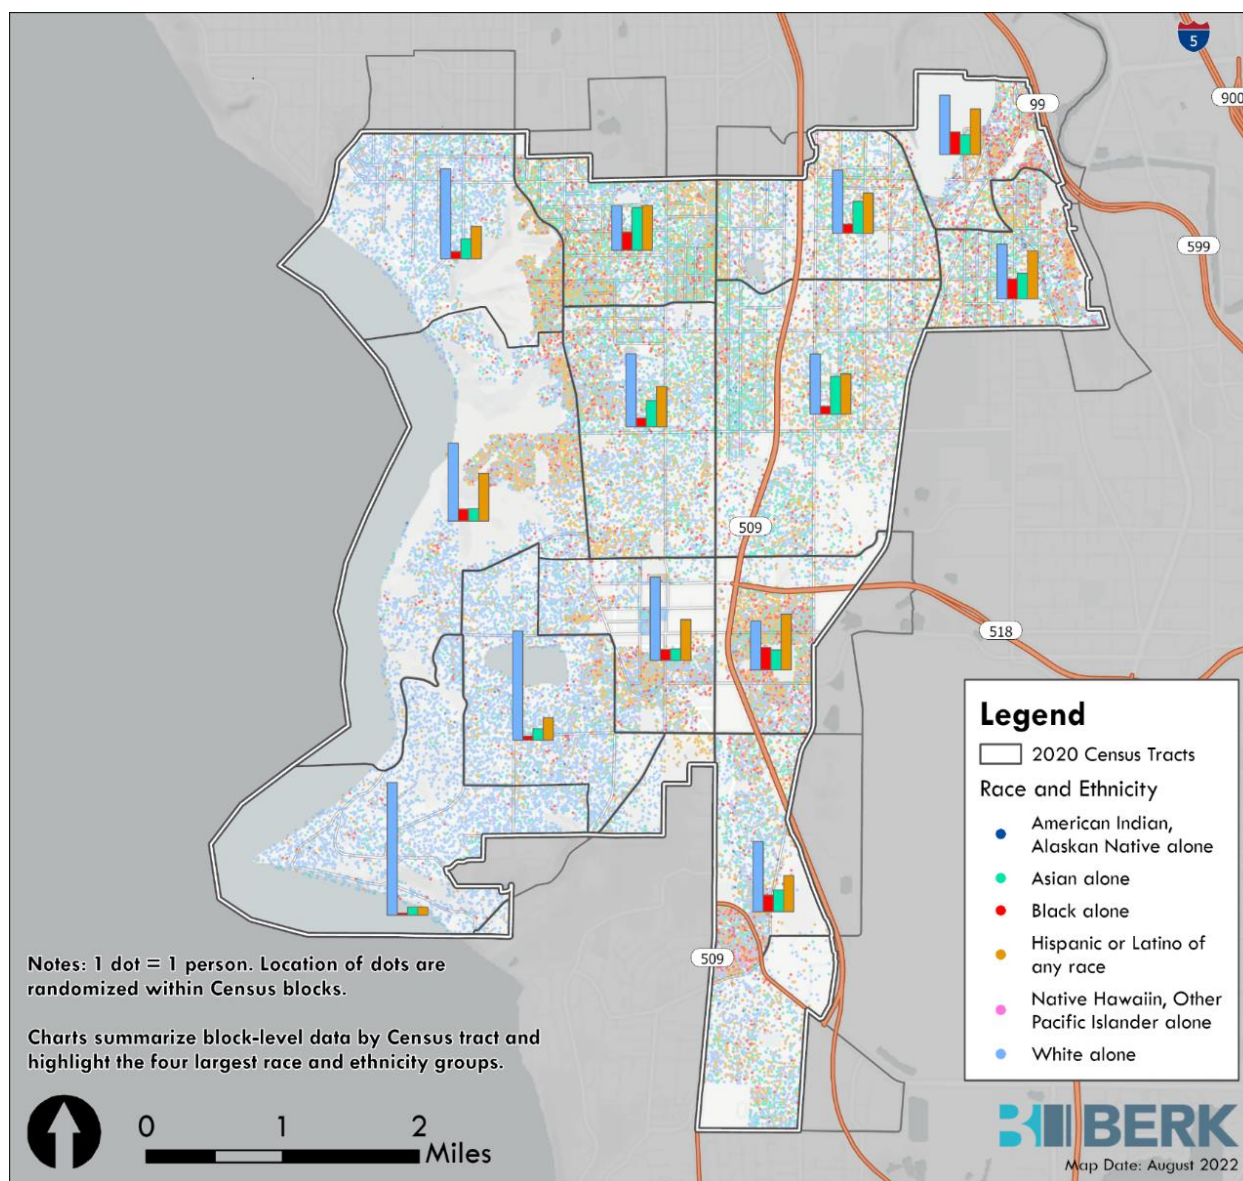 5
99
900
599
509
518
509
Legend
2020 Census Tracts
Race and Ethnicity
American Indian,
Alaskan Native alone
Asian alone
Black alone
Hispanic or Latino of
any race
Native Hawaiin, Other
Pacific Islander alone
White alone
Notes: 1 dot = 1 person. Location of dots are
randomized within Census blocks.
Charts summarize block-level data by Census tract and
highlight the four largest race and ethnicity groups.
0 1 2
Miles
BERK
Map Date: August 2022